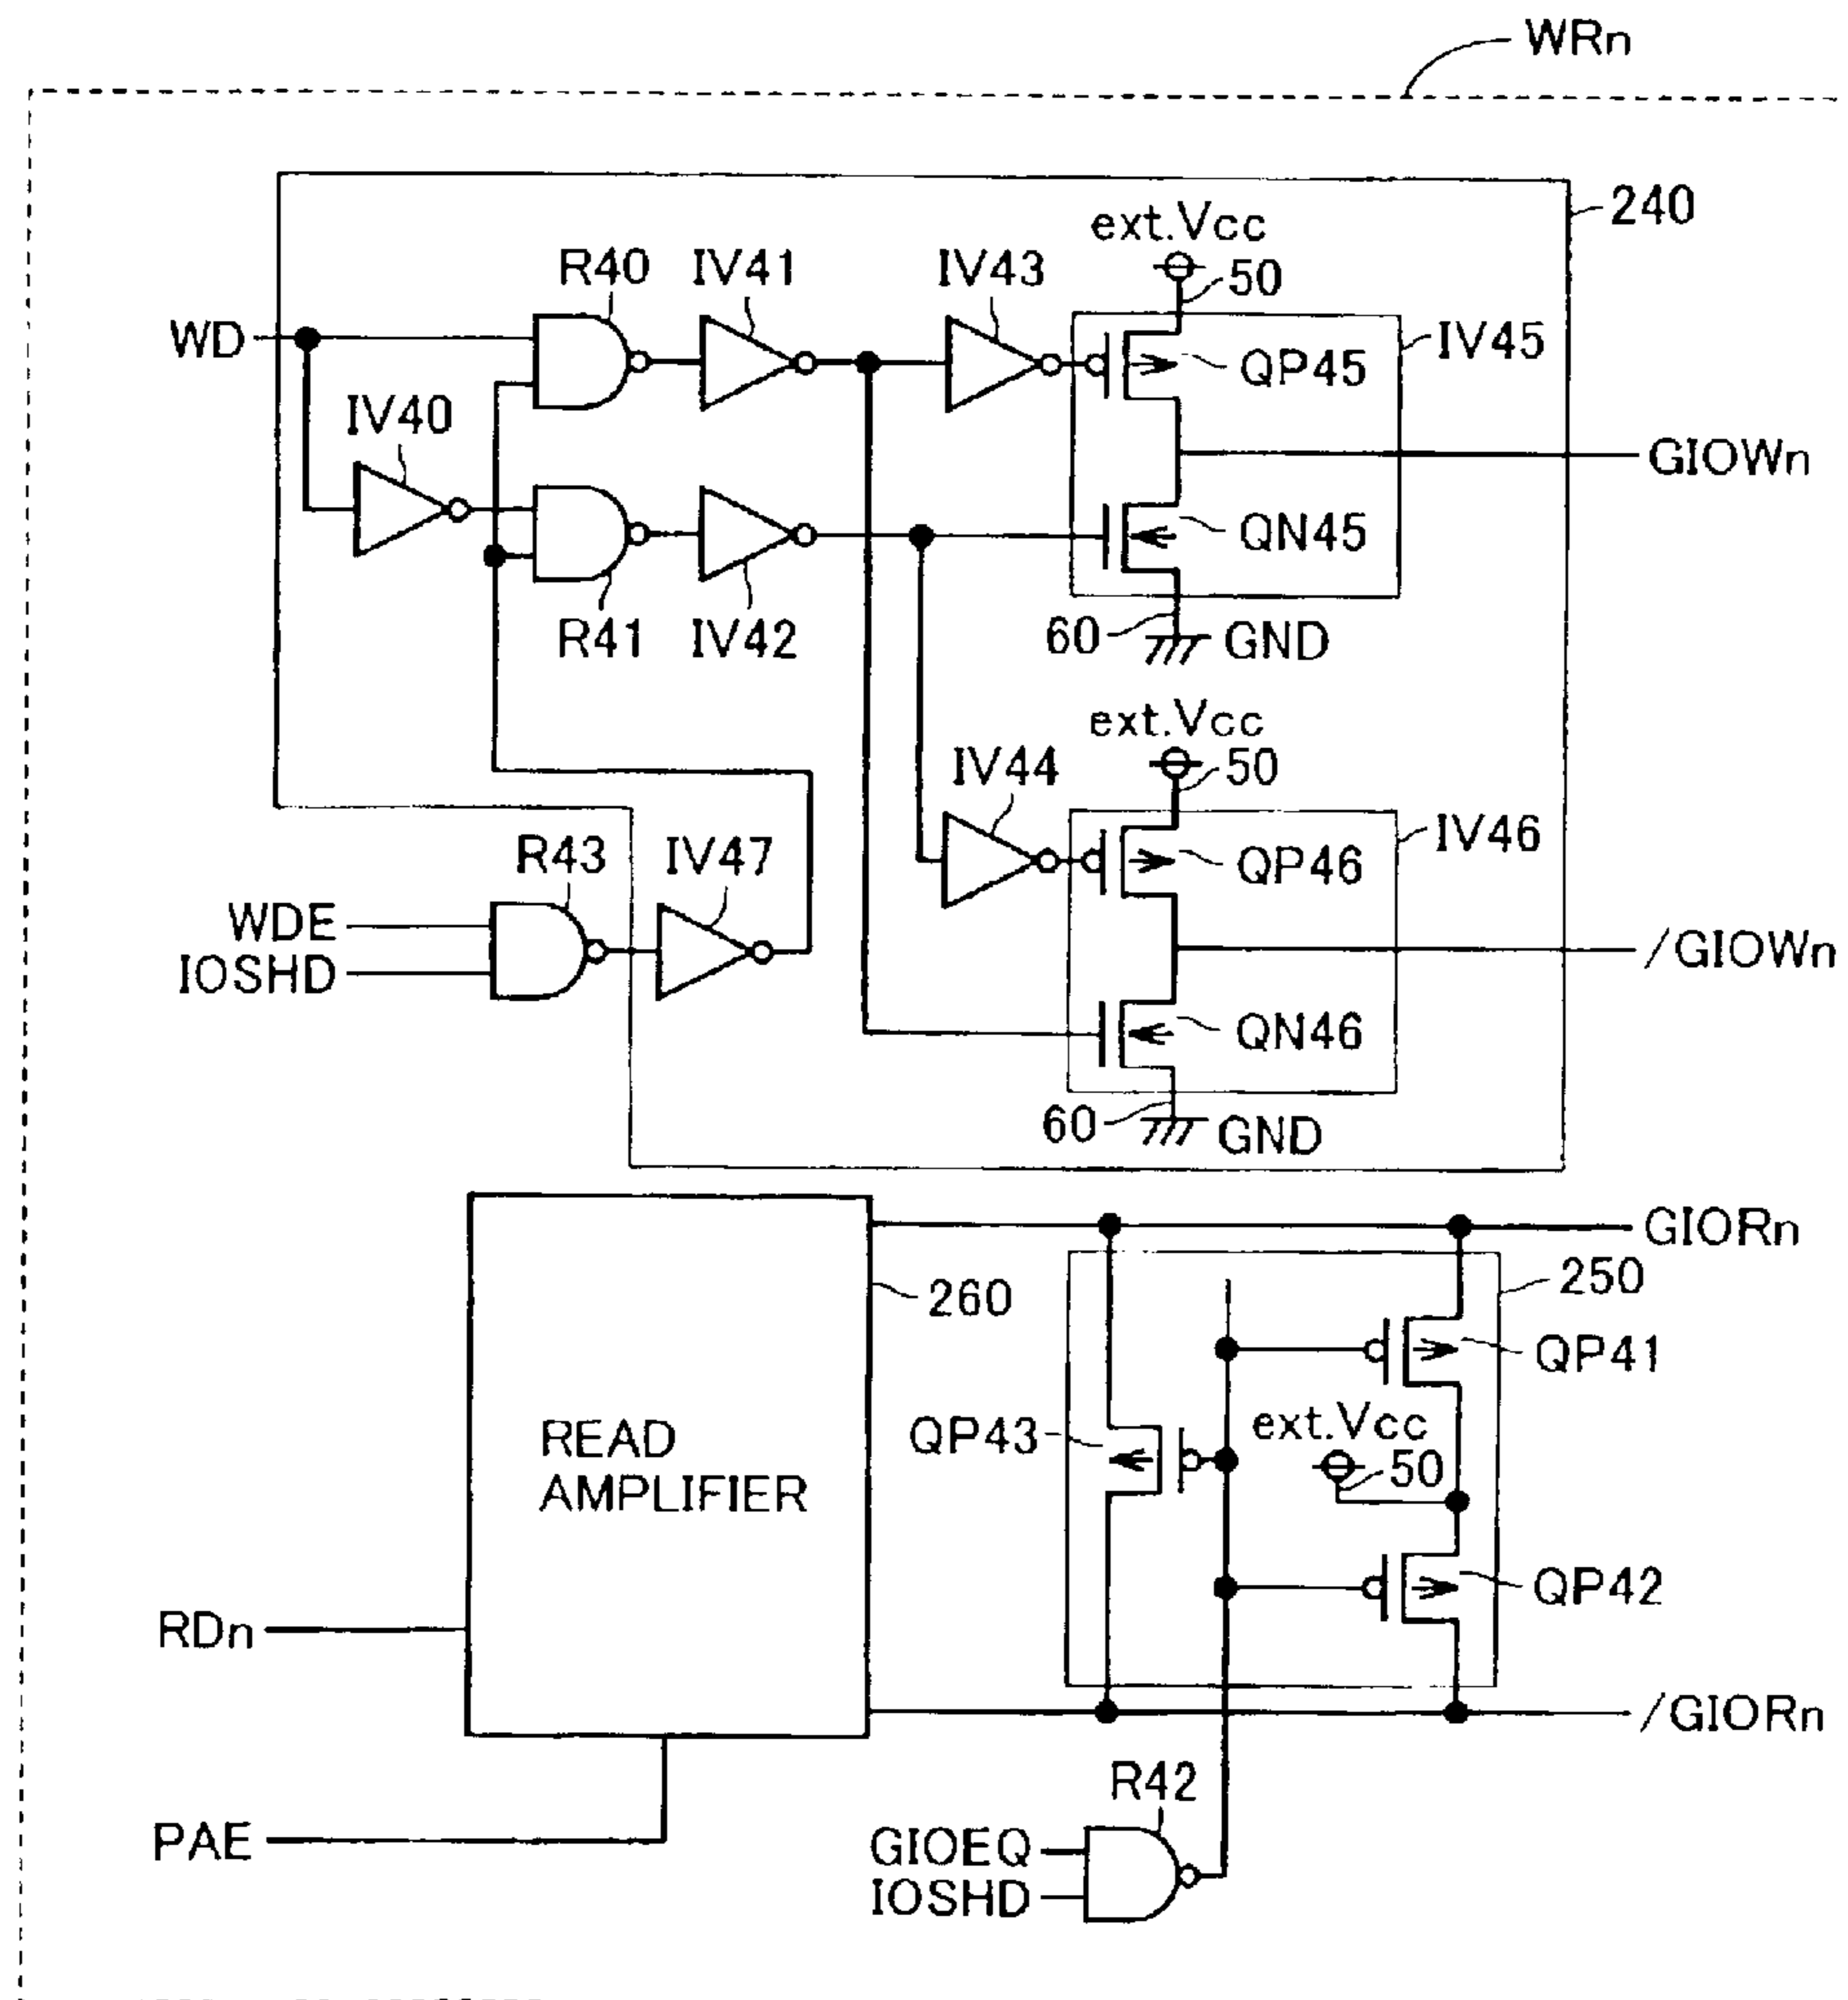 WRn
240
ext.Vcc
R40 IV41 IV43 50
WD
QP45 IV45
IV40
GIOWn
QN45
R41 IV42 60 GND
ext.Vcc
IV44 50
R43 IV47 QP46 IV46
WDE
IOSHD
/GIOWn
QN46
60 GND
GIORn
260 250
QP41
READ
AMPLIFIER
QP43 ext.Vcc
50
QP42
RDn
/GIORn
R42
PAE GIOEQ
IOSHD